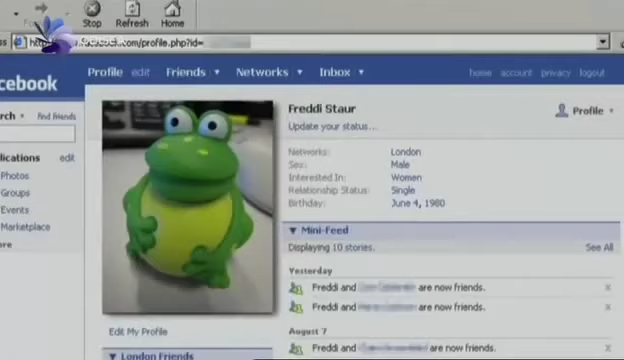 Stop Refresh Home
facebook.com/profile.php?id=
cebook
Profile edit Friends Networks Inbox
home account privacy logout
rch Find friends
lications edit
Photos
Groups
Events
Marketplace
ore
Freddi Staur
Update your status...
Profile
Networks: London
Sex: Male
Interested In: Women
Relationship Status: Single
Birthday: June 4, 1980
Mini-Feed
Displaying 10 stories. See All
Yesterday
Freddi and are now friends. x
Freddi and are now friends. x
August 7
Freddi and are now friends. x
Edit My Profile
London Friends